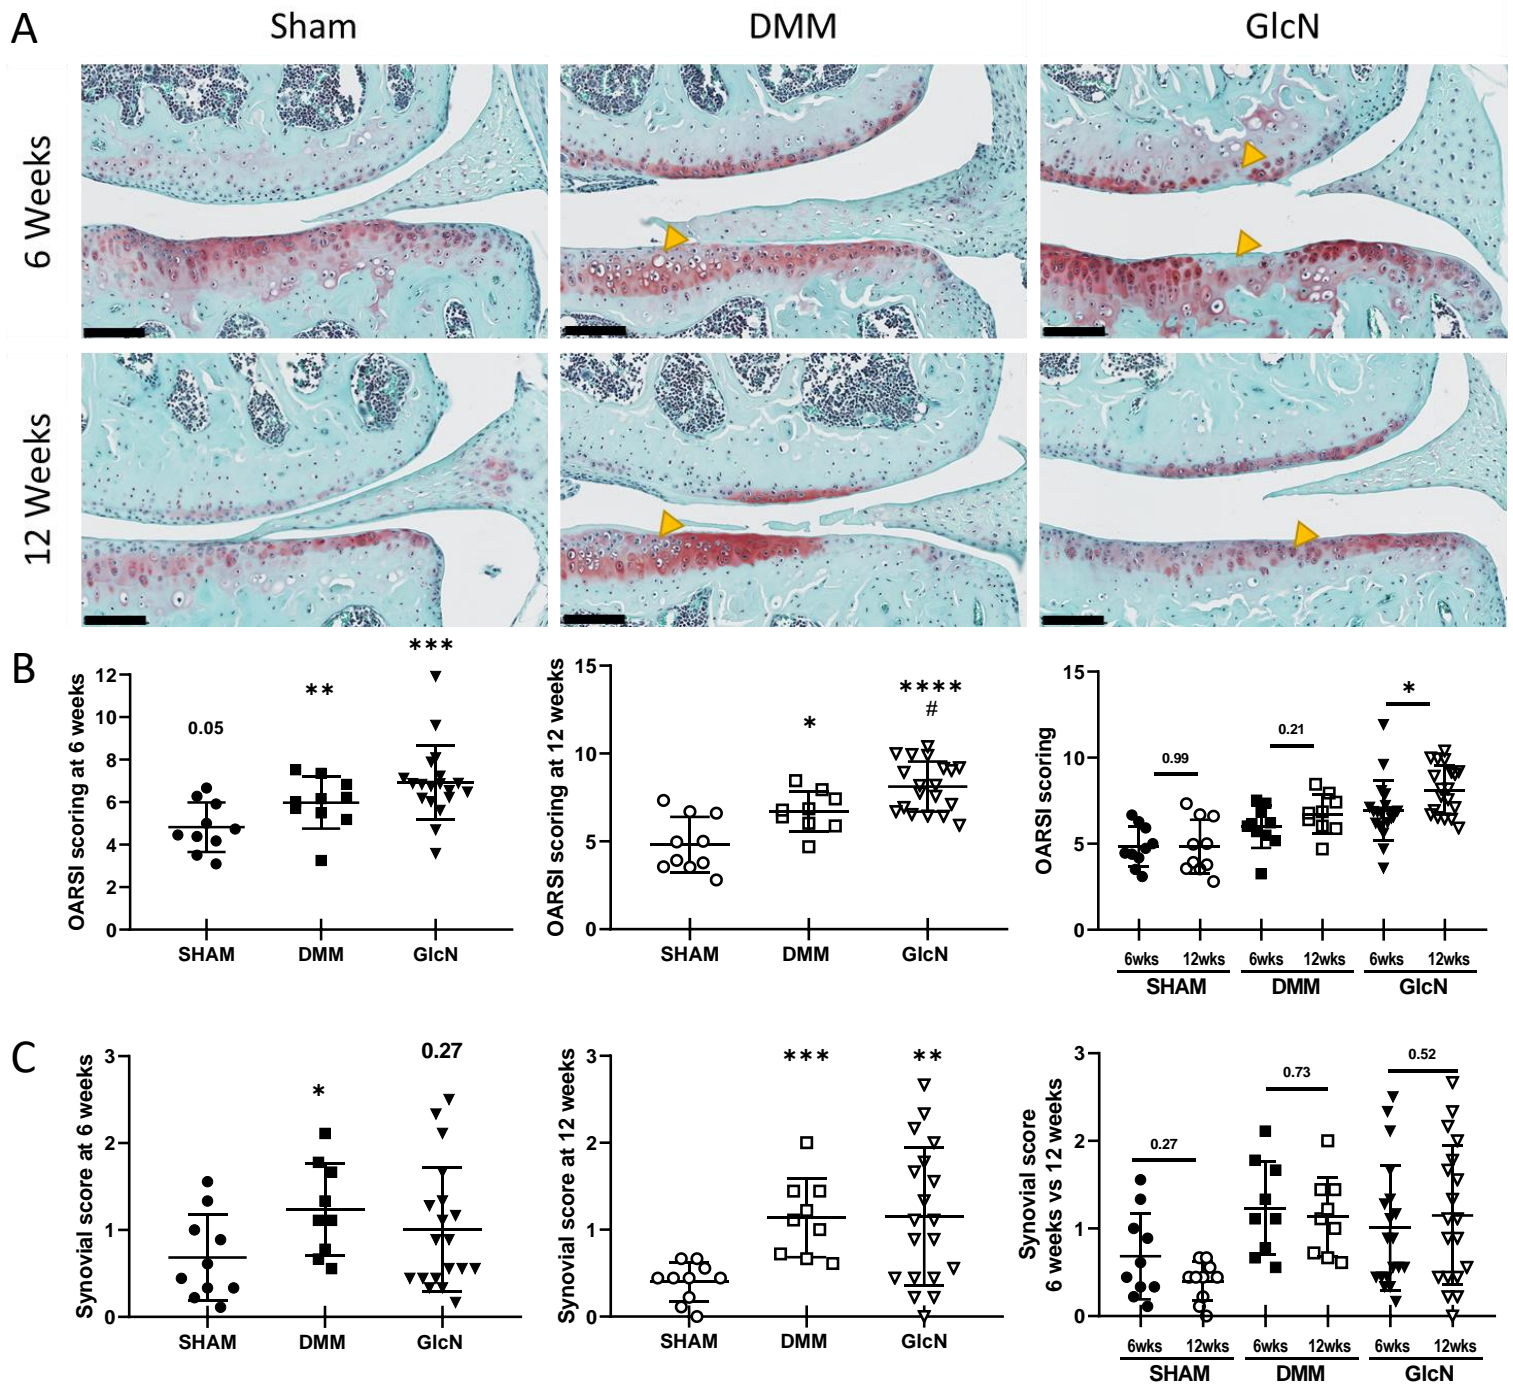 A
Sham
DMM
GlcN
6 Weeks
12 Weeks
B
OARSI scoring at 6 weeks
12
10
8
6
4
2
0
0.05
**
***
SHAM
DMM
GlcN
OARSI scoring at 12 weeks
15
10
5
0
*
****
#
SHAM
DMM
GlcN
OARSI scoring
15
10
5
0
0.99
0.21
*
6wks
12wks
6wks
12wks
6wks
12wks
SHAM
DMM
GlcN
C
Synovial score at 6 weeks
3
2
1
0
*
0.27
SHAM
DMM
GlcN
Synovial score at 12 weeks
3
2
1
0
***
**
SHAM
DMM
GlcN
Synovial score
6 weeks vs 12 weeks
3
2
1
0
0.27
0.73
0.52
6wks
12wks
6wks
12wks
6wks
12wks
SHAM
DMM
GlcN